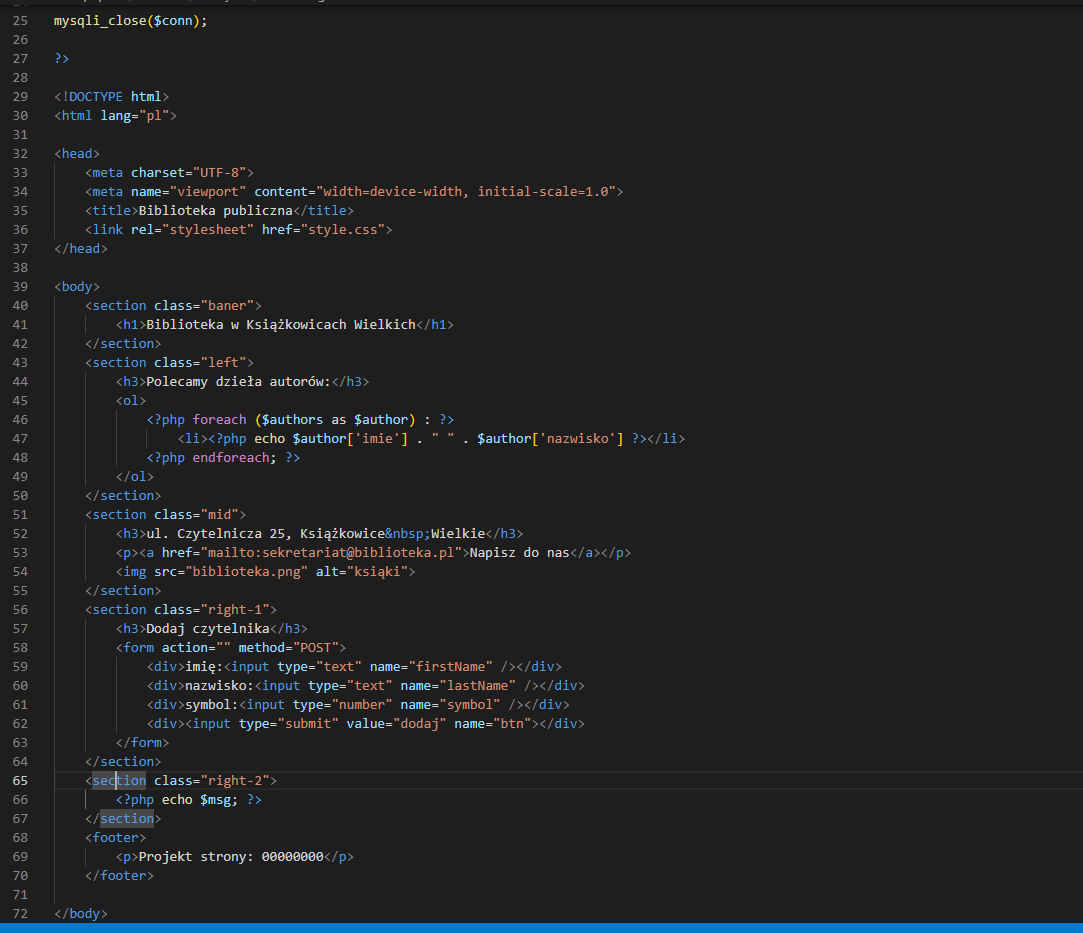 25 mysqli_close($conn);
26
27 ?>
28
29 <!DOCTYPE html>
30 <html lang="pl">
31
32 <head>
33     <meta charset="UTF-8">
34     <meta name="viewport" content="width=device-width, initial-scale=1.0">
35     <title>Biblioteka publiczna</title>
36     <link rel="stylesheet" href="style.css">
37 </head>
38
39 <body>
40     <section class="baner">
41         <h1>Biblioteka w Książkowicach Wielkich</h1>
42     </section>
43     <section class="left">
44         <h3>Polecamy dzieła autorów:</h3>
45         <ol>
46             <?php foreach ($authors as $author) : ?>
47                 <li><?php echo $author['imie'] . " " . $author['nazwisko'] ?></li>
48             <?php endforeach; ?>
49         </ol>
50     </section>
51     <section class="mid">
52         <h3>ul. Czytelnicza 25, Książkowice&nbsp;Wielkie</h3>
53         <p><a href="mailto:sekretariat@biblioteka.pl">Napisz do nas</a></p>
54         <img src="biblioteka.png" alt="ksiąki">
55     </section>
56     <section class="right-1">
57         <h3>Dodaj czytelnika</h3>
58         <form action="" method="POST">
59             <div>imię:<input type="text" name="firstName" /></div>
60             <div>nazwisko:<input type="text" name="lastName" /></div>
61             <div>symbol:<input type="number" name="symbol" /></div>
62             <div><input type="submit" value="dodaj" name="btn"></div>
63         </form>
64     </section>
65     <section class="right-2">
66         <?php echo $msg; ?>
67     </section>
68     <footer>
69         <p>Projekt strony: 00000000</p>
70     </footer>
71
72 </body>